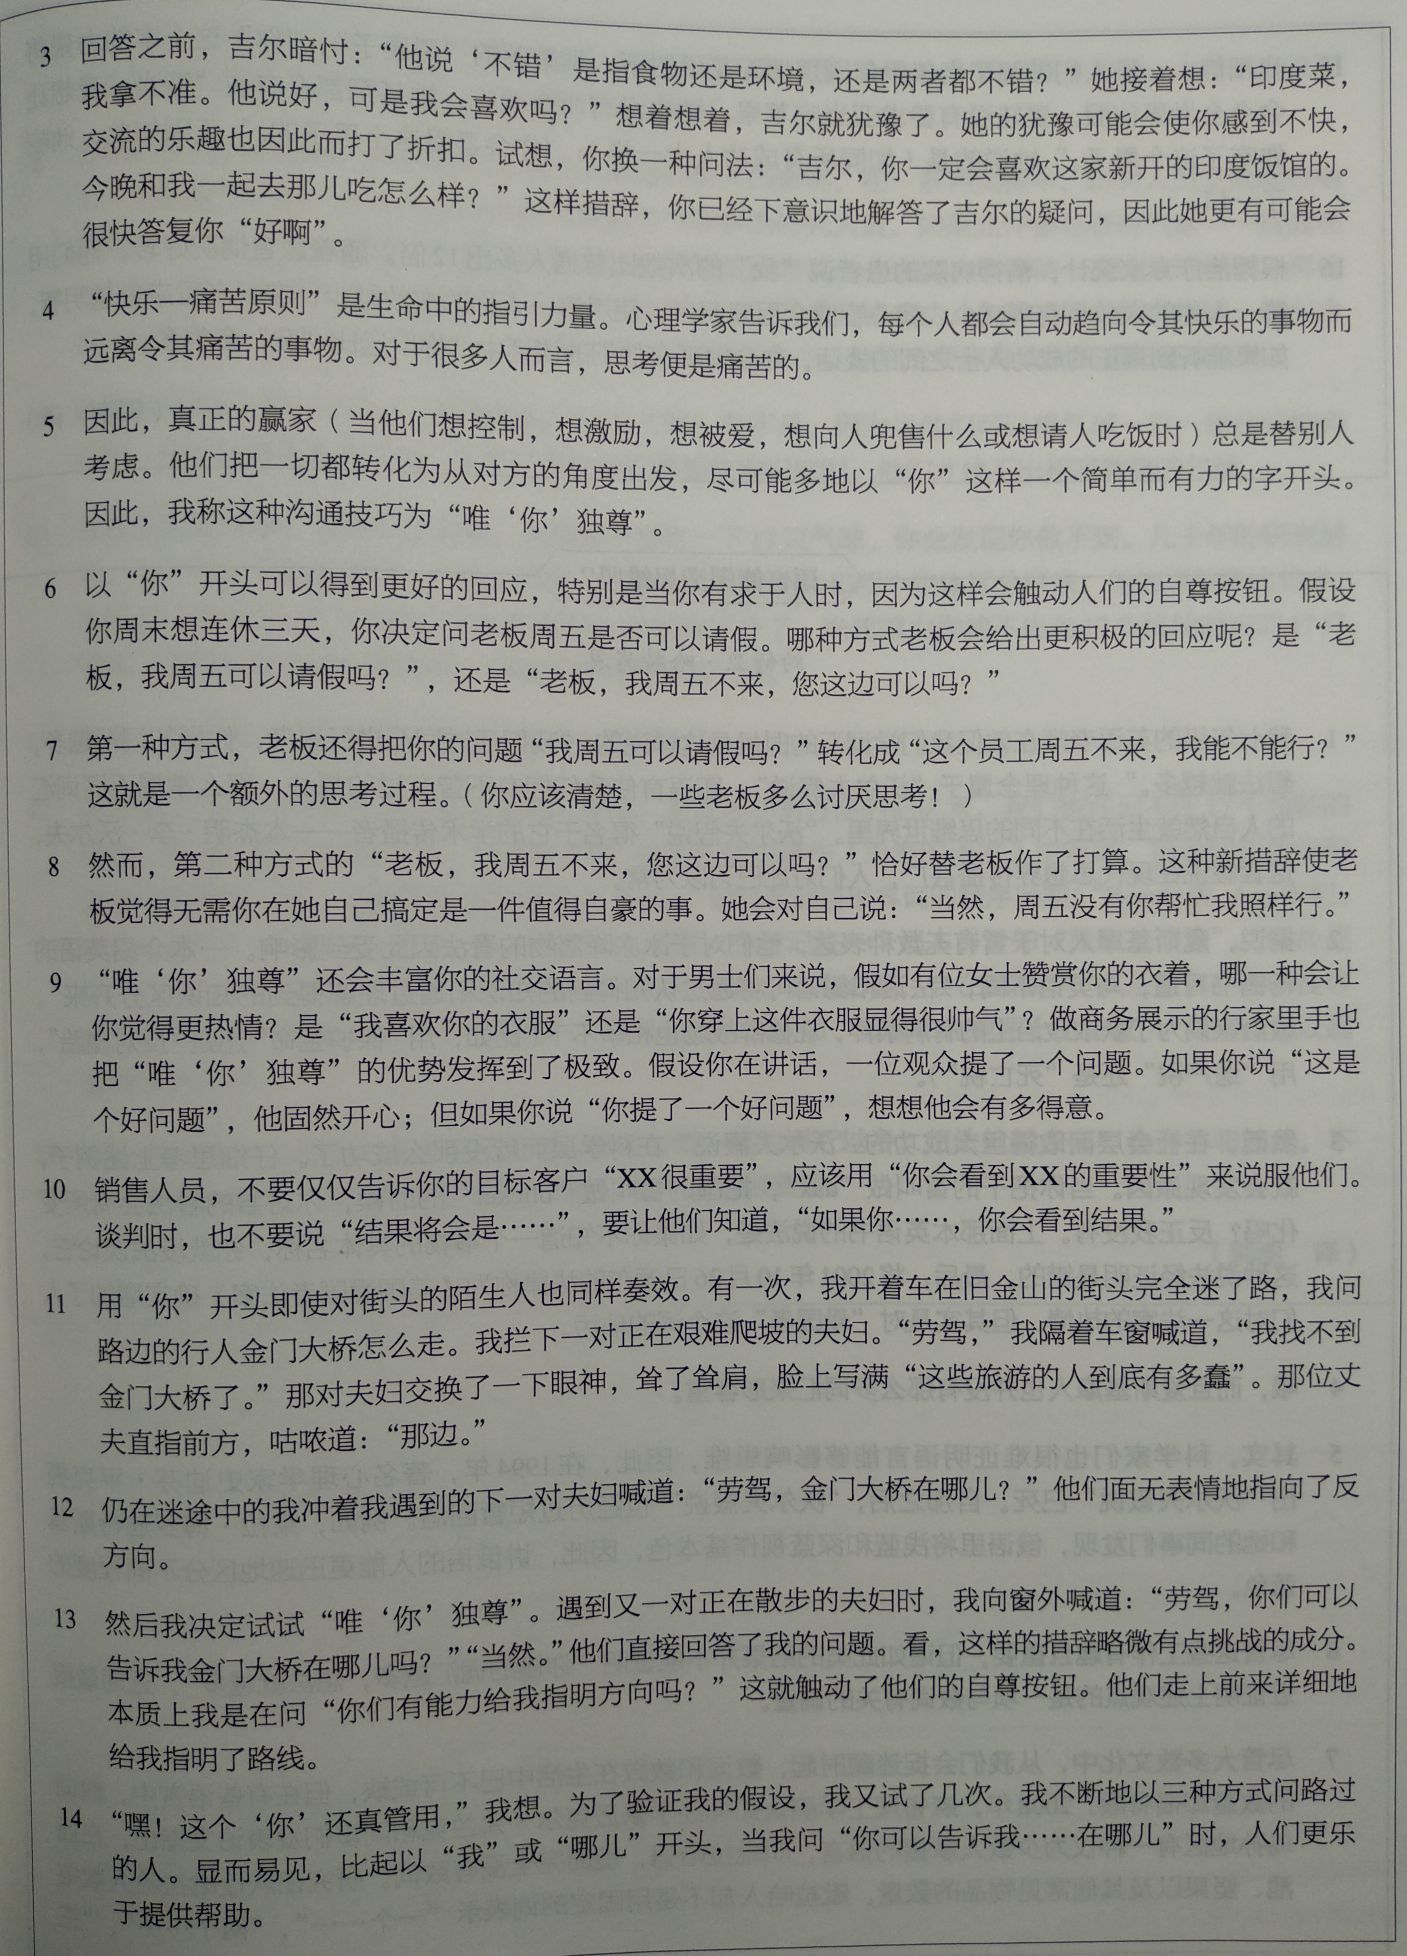 3 回答之前，吉尔暗忖：“他说‘不错’是指食物还是环境，还是两者都不错？”她接着想：“印度菜，
我拿不准。他说好，可是我会喜欢吗？”想着想着，吉尔就犹豫了。她的犹豫可能会使你感到不快，
交流的乐趣也因此而打了折扣。试想，你换一种问法：“吉尔，你一定会喜欢这家新开的印度饭馆的。
今晚和我一起去那儿吃怎么样？”这样措辞，你已经下意识地解答了吉尔的疑问，因此她更有可能会
很快答复你“好啊”。
4 “快乐—痛苦原则”是生命中的指引力量。心理学家告诉我们，每个人都会自动趋向令其快乐的事物而
远离令其痛苦的事物。对于很多人而言，思考便是痛苦的。
5 因此，真正的赢家（当他们想控制，想激励，想被爱，想向人兜售什么或想请人吃饭时）总是替别人
考虑。他们把一切都转化为从对方的角度出发，尽可能多地以“你”这样一个简单而有力的字开头。
因此，我称这种沟通技巧为“唯‘你’独尊”。
6 以“你”开头可以得到更好的回应，特别是当你有求于人时，因为这样会触动人们的自尊按钮。假设
你周末想连休三天，你决定问老板周五是否可以请假。哪种方式老板会给出更积极的回应呢？是“老
板，我周五可以请假吗？”，还是“老板，我周五不来，您这边可以吗？”
7 第一种方式，老板还得把你的问题“我周五可以请假吗？”转化成“这个员工周五不来，我能不能行？”
这就是一个额外的思考过程。（你应该清楚，一些老板多么讨厌思考！）
8 然而，第二种方式的“老板，我周五不来，您这边可以吗？”恰好替老板作了打算。这种新措辞使老
板觉得无需你在她自己搞定是一件值得自豪的事。她会对自己说：“当然，周五没有你帮忙我照样行。”
9 “唯‘你’独尊”还会丰富你的社交语言。对于男士们来说，假如有位女士赞赏你的衣着，哪一种会让
你觉得更热情？是“我喜欢你的衣服”还是“你穿上这件衣服显得很帅气”？做商务展示的行家里手也
把“唯‘你’独尊”的优势发挥到了极致。假设你在讲话，一位观众提了一个问题。如果你说“这是
个好问题”，他固然开心；但如果你说“你提了一个好问题”，想想他会有多得意。
10 销售人员，不要仅仅告诉你的目标客户“XX很重要”，应该用“你会看到XX的重要性”来说服他们。
谈判时，也不要说“结果将会是……”，要让他们知道，“如果你……，你会看到结果。”
11 用“你”开头即使对街头的陌生人也同样奏效。有一次，我开着车在旧金山的街头完全迷了路，我问
路边的行人金门大桥怎么走。我拦下一对正在艰难爬坡的夫妇。“劳驾，”我隔着车窗喊道，“我找不到
金门大桥了。”那对夫妇交换了一下眼神，耸了耸肩，脸上写满“这些旅游的人到底有多蠢”。那位丈
夫直指前方，咕哝道：“那边。”
12 仍在迷途中的我冲着我遇到的下一对夫妇喊道：“劳驾，金门大桥在哪儿？”他们面无表情地指向了反
方向。
13 然后我决定试试“唯‘你’独尊”。遇到又一对正在散步的夫妇时，我向窗外喊道：“劳驾，你们可以
告诉我金门大桥在哪儿吗？”“当然。”他们直接回答了我的问题。看，这样的措辞略微有点挑战的成分。
本质上我是在问“你们有能力给我指明方向吗？”这就触动了他们的自尊按钮。他们走上前来详细地
给我指明了路线。
14 “嘿！这个‘你’还真管用，”我想。为了验证我的假设，我又试了几次。我不断地以三种方式问路过
的人。显而易见，比起以“我”或“哪儿”开头，当我问“你可以告诉我……在哪儿”时，人们更乐
于提供帮助。